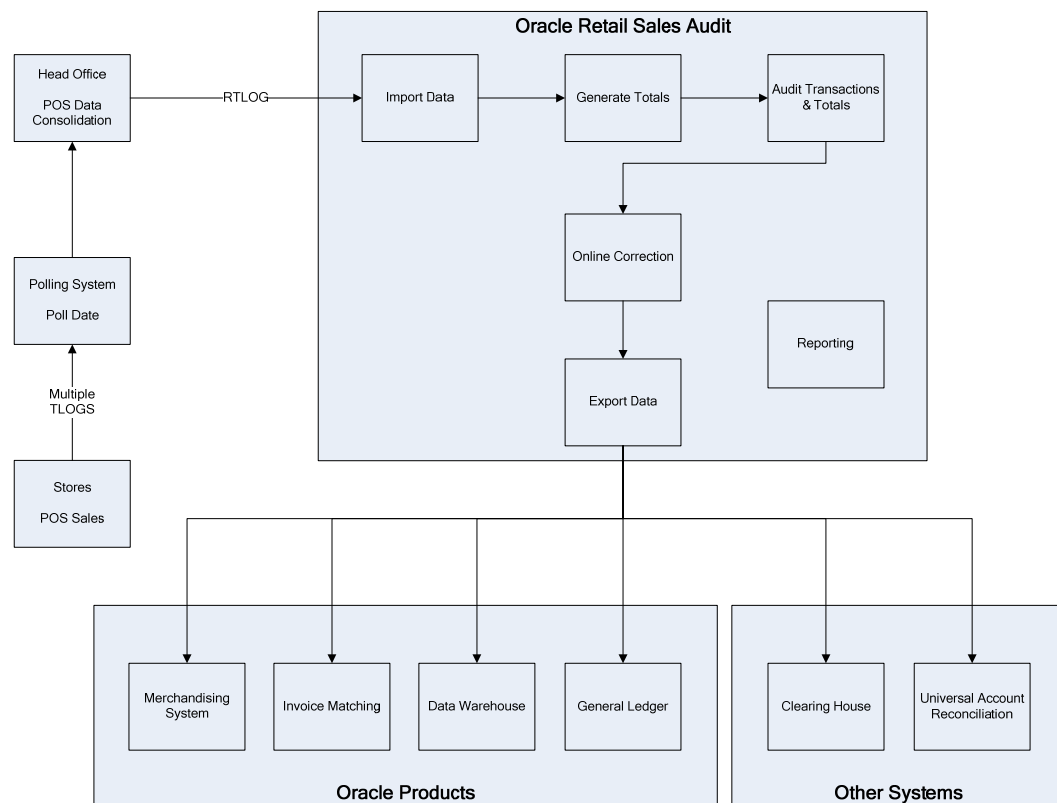 Oracle Retail Sales Audit
Head Office
POS Data
Consolidation
RTLOG
Import Data
Generate Totals
Audit Transactions
& Totals
Online Correction
Polling System
Poll Date
Reporting
Multiple
TLOGS
Export Data
Stores
POS Sales
Merchandising
System
Invoice Matching
Data Warehouse
General Ledger
Clearing House
Universal Account
Reconciliation
Oracle Products
Other Systems